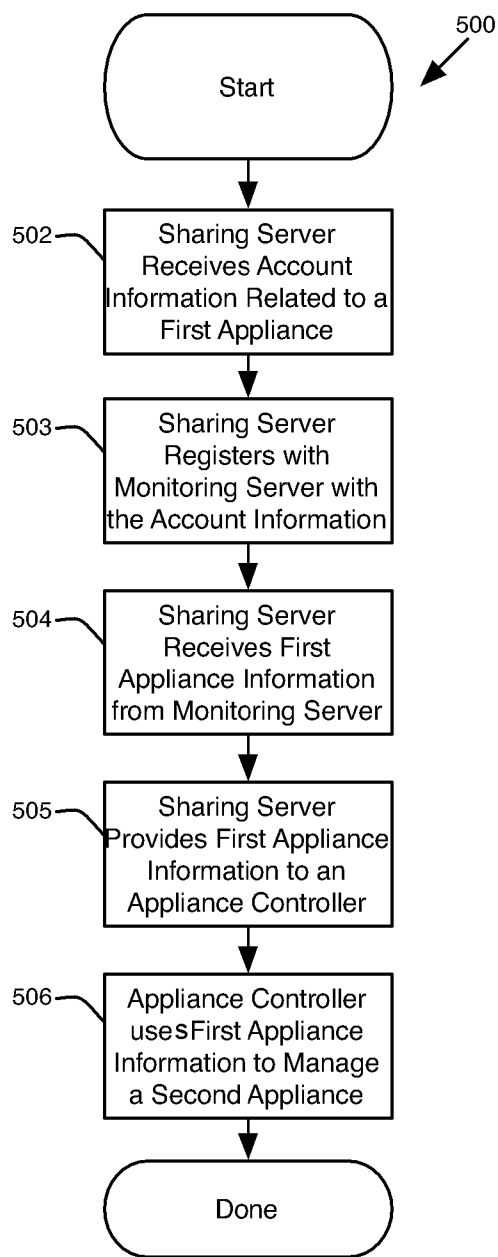 500
Start
502
Sharing Server
Receives Account
Information Related to a
First Appliance
503
Sharing Server
Registers with
Monitoring Server with
the Account Information
504
Sharing Server
Receives First
Appliance Information
from Monitoring Server
505
Sharing Server
Provides First Appliance
Information to an
Appliance Controller
506
Appliance Controller
uses First Appliance
Information to Manage
a Second Appliance
Done